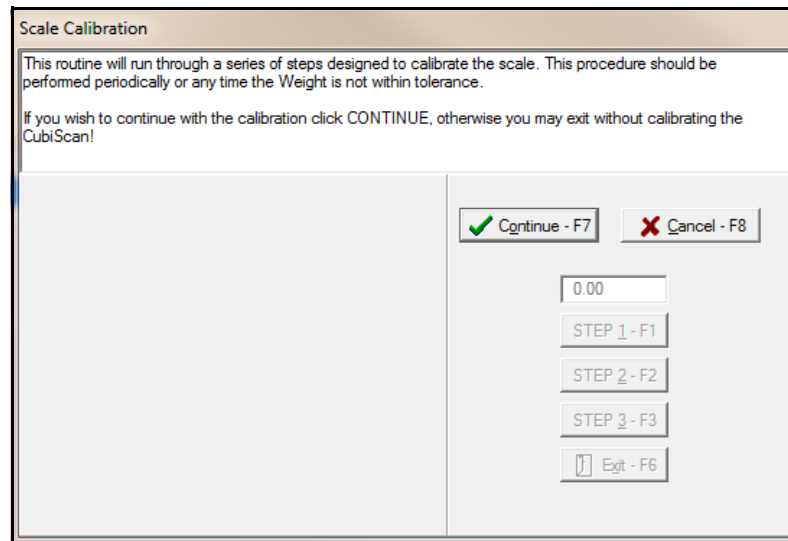 Scale Calibration
This routine will run through a series of steps designed to calibrate the scale. This procedure should be
performed periodically or any time the Weight is not within tolerance.
If you wish to continue with the calibration click CONTINUE, otherwise you may exit without calibrating the
CubiScan!
Continue - F7
Cancel - F8
0.00
STEP 1 - F1
STEP 2 - F2
STEP 3 - F3
Exit - F6